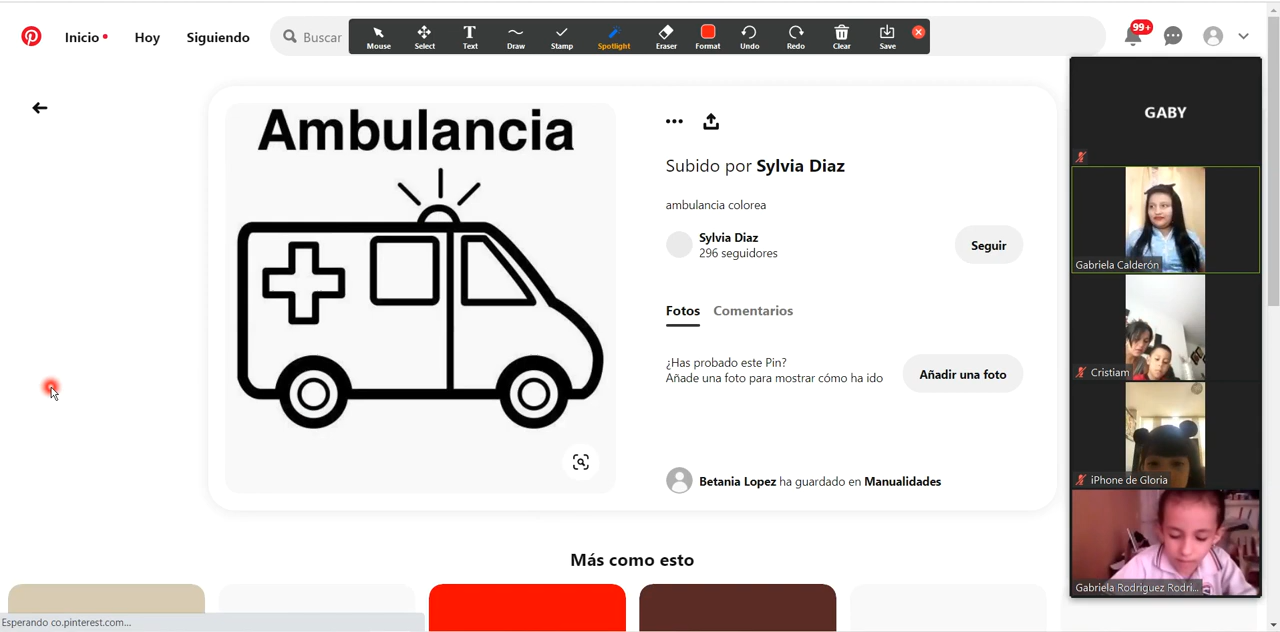 Inicio
Hoy
Siguiendo
Buscar
Mouse
Select
Text
Draw
Stamp
Spotlight
Eraser
Format
Undo
Redo
Clear
Save
99+
Ambulancia
Subido por Sylvia Diaz
ambulancia colorea
Sylvia Diaz
296 seguidores
Seguir
Fotos
Comentarios
¿Has probado este Pin?
Añade una foto para mostrar cómo ha ido
Añadir una foto
Betania Lopez ha guardado en Manualidades
Más como esto
Esperando co.pinterest.com...
GABY
Gabriela Calderón
Cristiam
iPhone de Gloria
Gabriela Rodriguez Rodri...